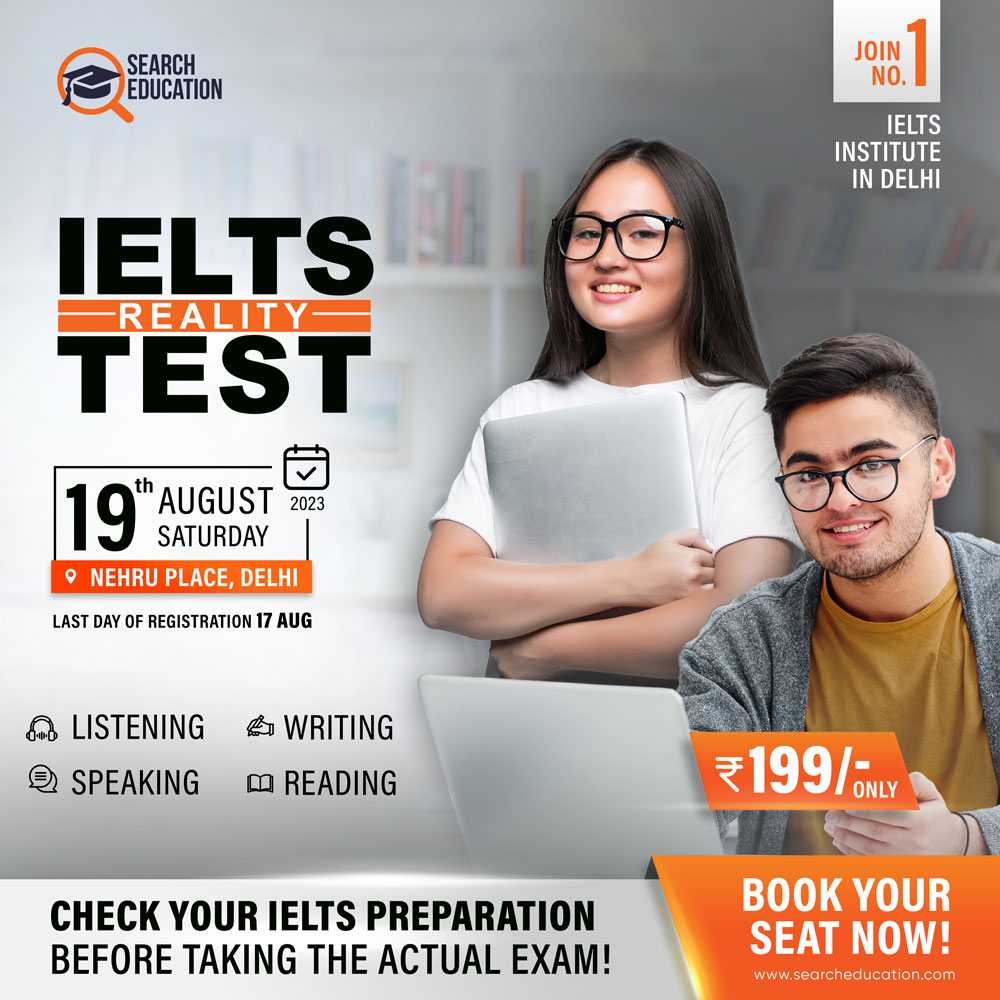 SEARCH
EDUCATION
JOIN
NO. 1
IELTS
INSTITUTE
IN DELHI
IELTS
REALITY
TEST
19th AUGUST
SATURDAY
2023
NEHRU PLACE, DELHI
LAST DAY OF REGISTRATION 17 AUG
LISTENING
WRITING
SPEAKING
READING
₹199/-
ONLY
CHECK YOUR IELTS PREPARATION
BEFORE TAKING THE ACTUAL EXAM!
BOOK YOUR
SEAT NOW!
www.searcheducation.com